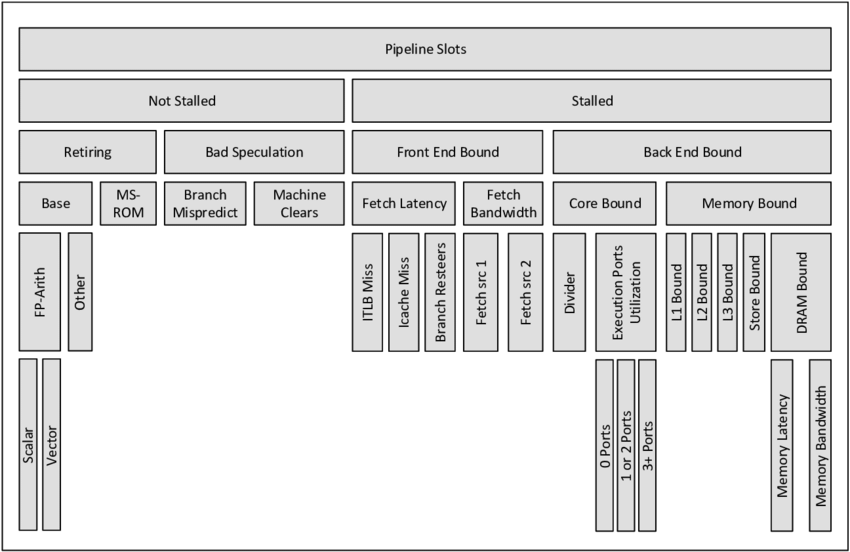 Pipeline Slots
Not Stalled
Stalled
Retiring
Bad Speculation
Front End Bound
Back End Bound
Base
MS-
ROM
Branch
Mispredict
Machine
Clears
Fetch Latency
Fetch
Bandwidth
Core Bound
Memory Bound
FP-Arith
Other
ITLB Miss
Icache Miss
Branch Resteers
Fetch src 1
Fetch src 2
Divider
Execution Ports
Utilization
L1 Bound
L2 Bound
L3 Bound
Store Bound
DRAM Bound
Scalar
Vector
0 Ports
1 or 2 Ports
3+ Ports
Memory Latency
Memory Bandwidth